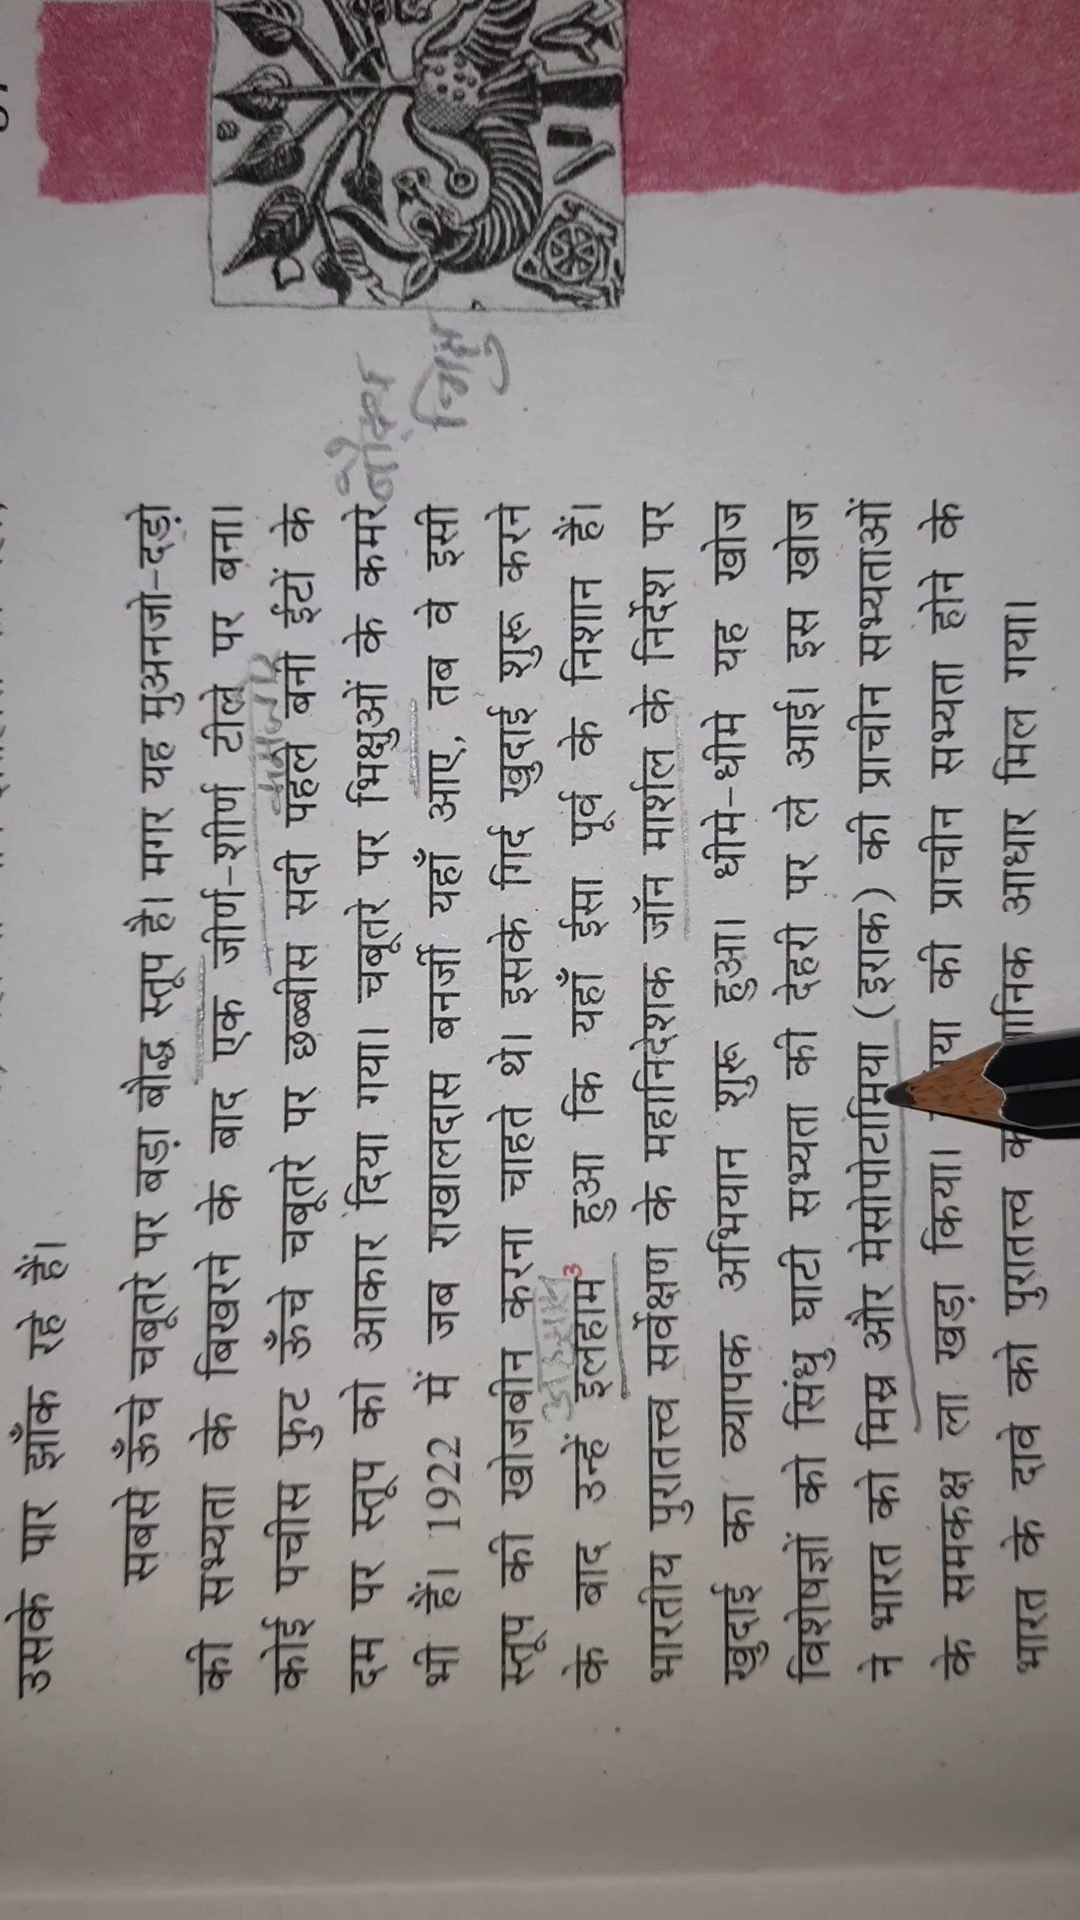 उसके पार झाँक रहे हैं।
सबसे ऊँचे चबूतरे पर बड़ा बौद्ध स्तूप है। मगर यह मुअनजो-दड़ो
की सभ्यता के बिखरने के बाद एक जीर्ण-शीर्ण टीले पर बना।
कोई पचीस फुट ऊँचे चबूतरे पर छब्बीस सदी पहले बनी ईंटों के
दम पर स्तूप को आकार दिया गया। चबूतरे पर भिक्षुओं के कमरे
भी हैं। 1922 में जब राखालदास बनर्जी यहाँ आए, तब वे इसी
स्तूप की खोजबीन करना चाहते थे। इसके गिर्द खुदाई शुरू करने
के बाद उन्हें इलहाम3 हुआ कि यहाँ ईसा पूर्व के निशान हैं।
भारतीय पुरातत्त्व सर्वेक्षण के महानिदेशक जॉन मार्शल के निर्देश पर
खुदाई का व्यापक अभियान शुरू हुआ। धीमे-धीमे यह खोज
विशेषज्ञों को सिंधु घाटी सभ्यता की देहरी पर ले आई। इस खोज
ने भारत को मिस्र और मेसोपोटामिया (इराक) की प्राचीन सभ्यताओं
के समकक्ष ला खड़ा किया। की प्राचीन सभ्यता होने के
भारत के दावे को पुरातत्त्व आधार मिल गया।